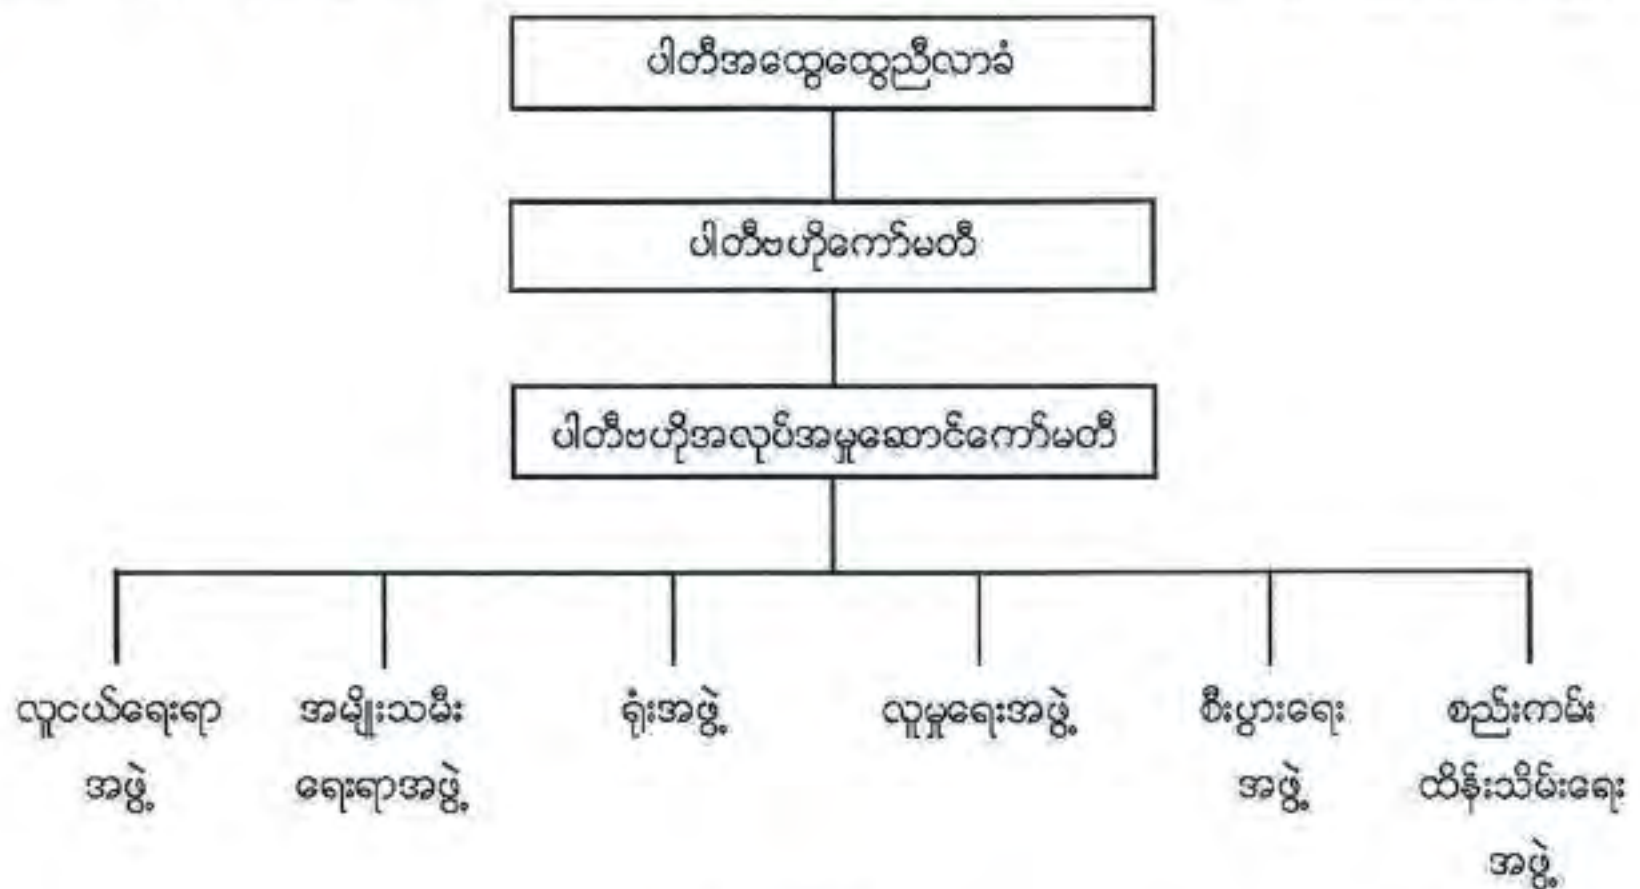 ပါတီအထွေထွေညီလာခံ
ပါတီဗဟိုကော်မတီ
ပါတီဗဟိုအလုပ်အမှုဆောင်ကော်မတီ
လူငယ်ရေးရာ
အဖွဲ့
အမျိုးသမီး
ရေးရာအဖွဲ့
ရုံးအဖွဲ့
လူမှုရေးအဖွဲ့
စီးပွားရေး
အဖွဲ့
စည်းကမ်း
ထိန်းသိမ်းရေး
အဖွဲ့